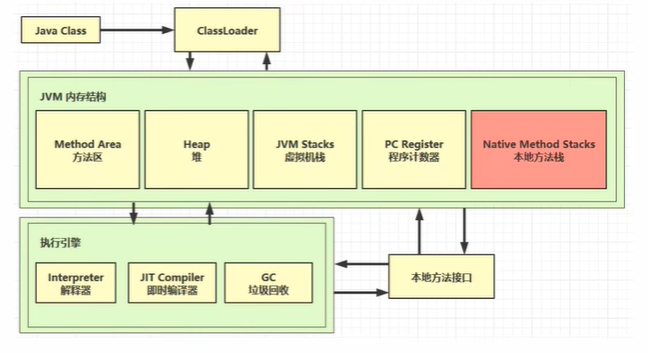 Java Class
ClassLoader
JVM 内存结构
Method Area
方法区
Heap
堆
JVM Stacks
虚拟机栈
PC Register
程序计数器
Native Method Stacks
本地方法栈
执行引擎
Interpreter
解释器
JIT Compiler
即时编译器
GC
垃圾回收
本地方法接口